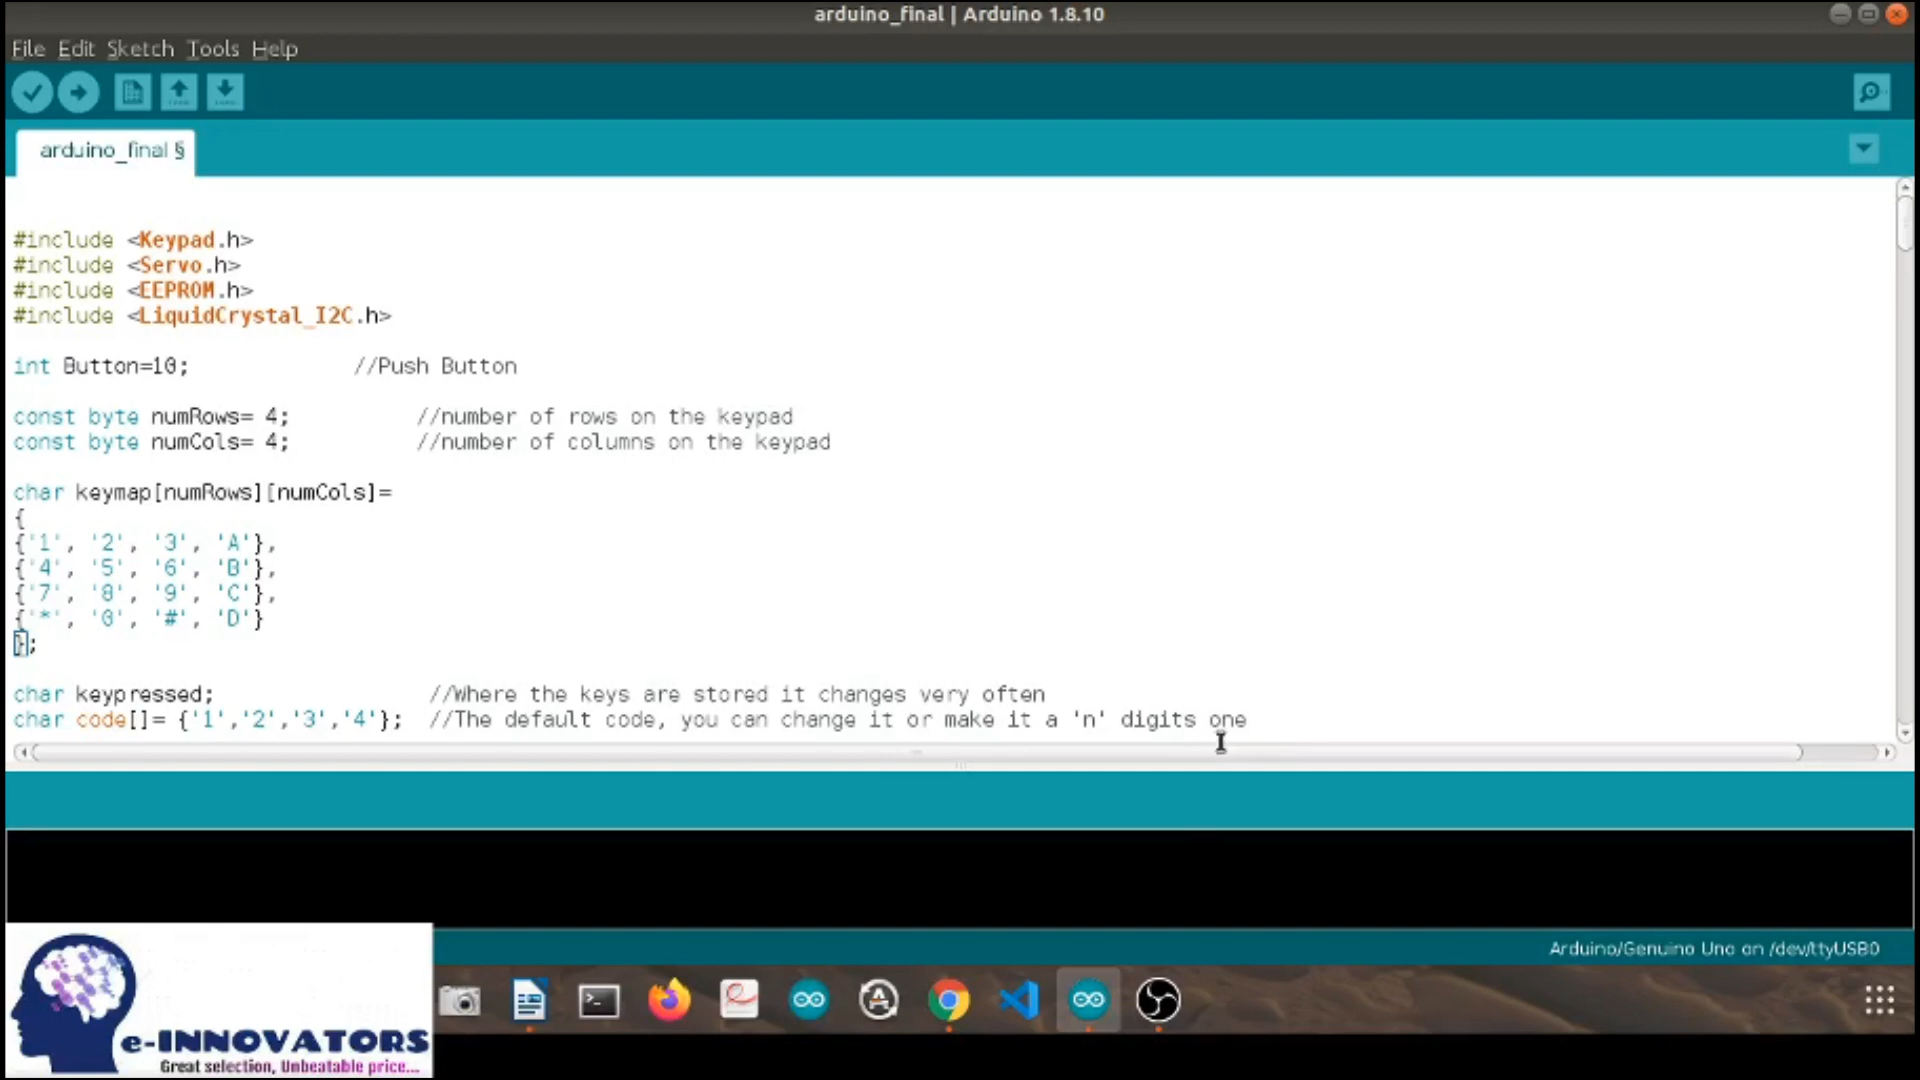 arduino_final | Arduino 1.8.10
File Edit Sketch Tools Help
arduino_final §
#include <Keypad.h>
#include <Servo.h>
#include <EEPROM.h>
#include <LiquidCrystal_I2C.h>
int Button=10; //Push Button
const byte numRows= 4; //number of rows on the keypad
const byte numCols= 4; //number of columns on the keypad
char keymap[numRows][numCols]=
{
{'1', '2', '3', 'A'},
{'4', '5', '6', 'B'},
{'7', '8', '9', 'C'},
{'*', '0', '#', 'D'}
};
char keypressed; //Where the keys are stored it changes very often
char code[]= {'1','2','3','4'}; //The default code, you can change it or make it a 'n' digits one
Arduino/Genuino Uno on /dev/ttyUSB0
e-INNOVATORS
Great selection, Unbeatable price...